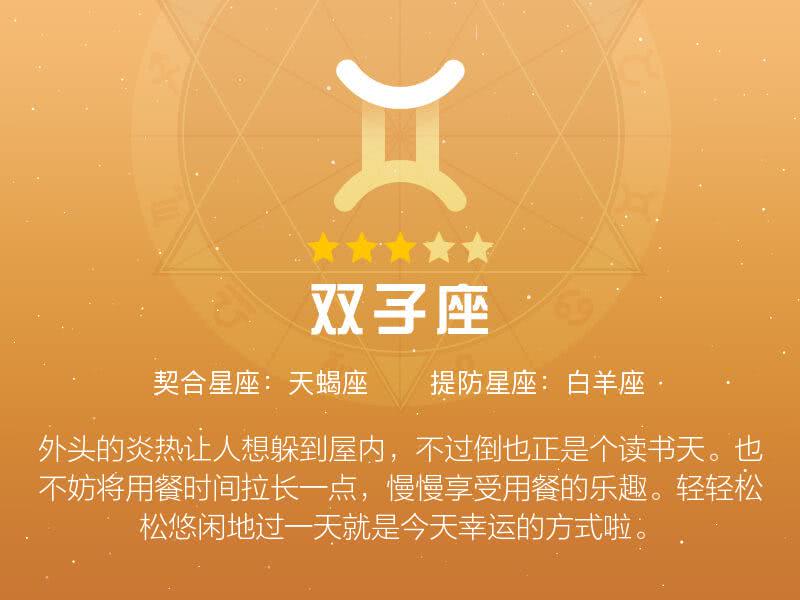 双子座
契合星座：天蝎座 提防星座：白羊座
外头的炎热让人想躲到屋内，不过倒也正是个读书天。也
不妨将用餐时间拉长一点，慢慢享受用餐的乐趣。轻轻松
松悠闲地过一天就是今天幸运的方式啦。